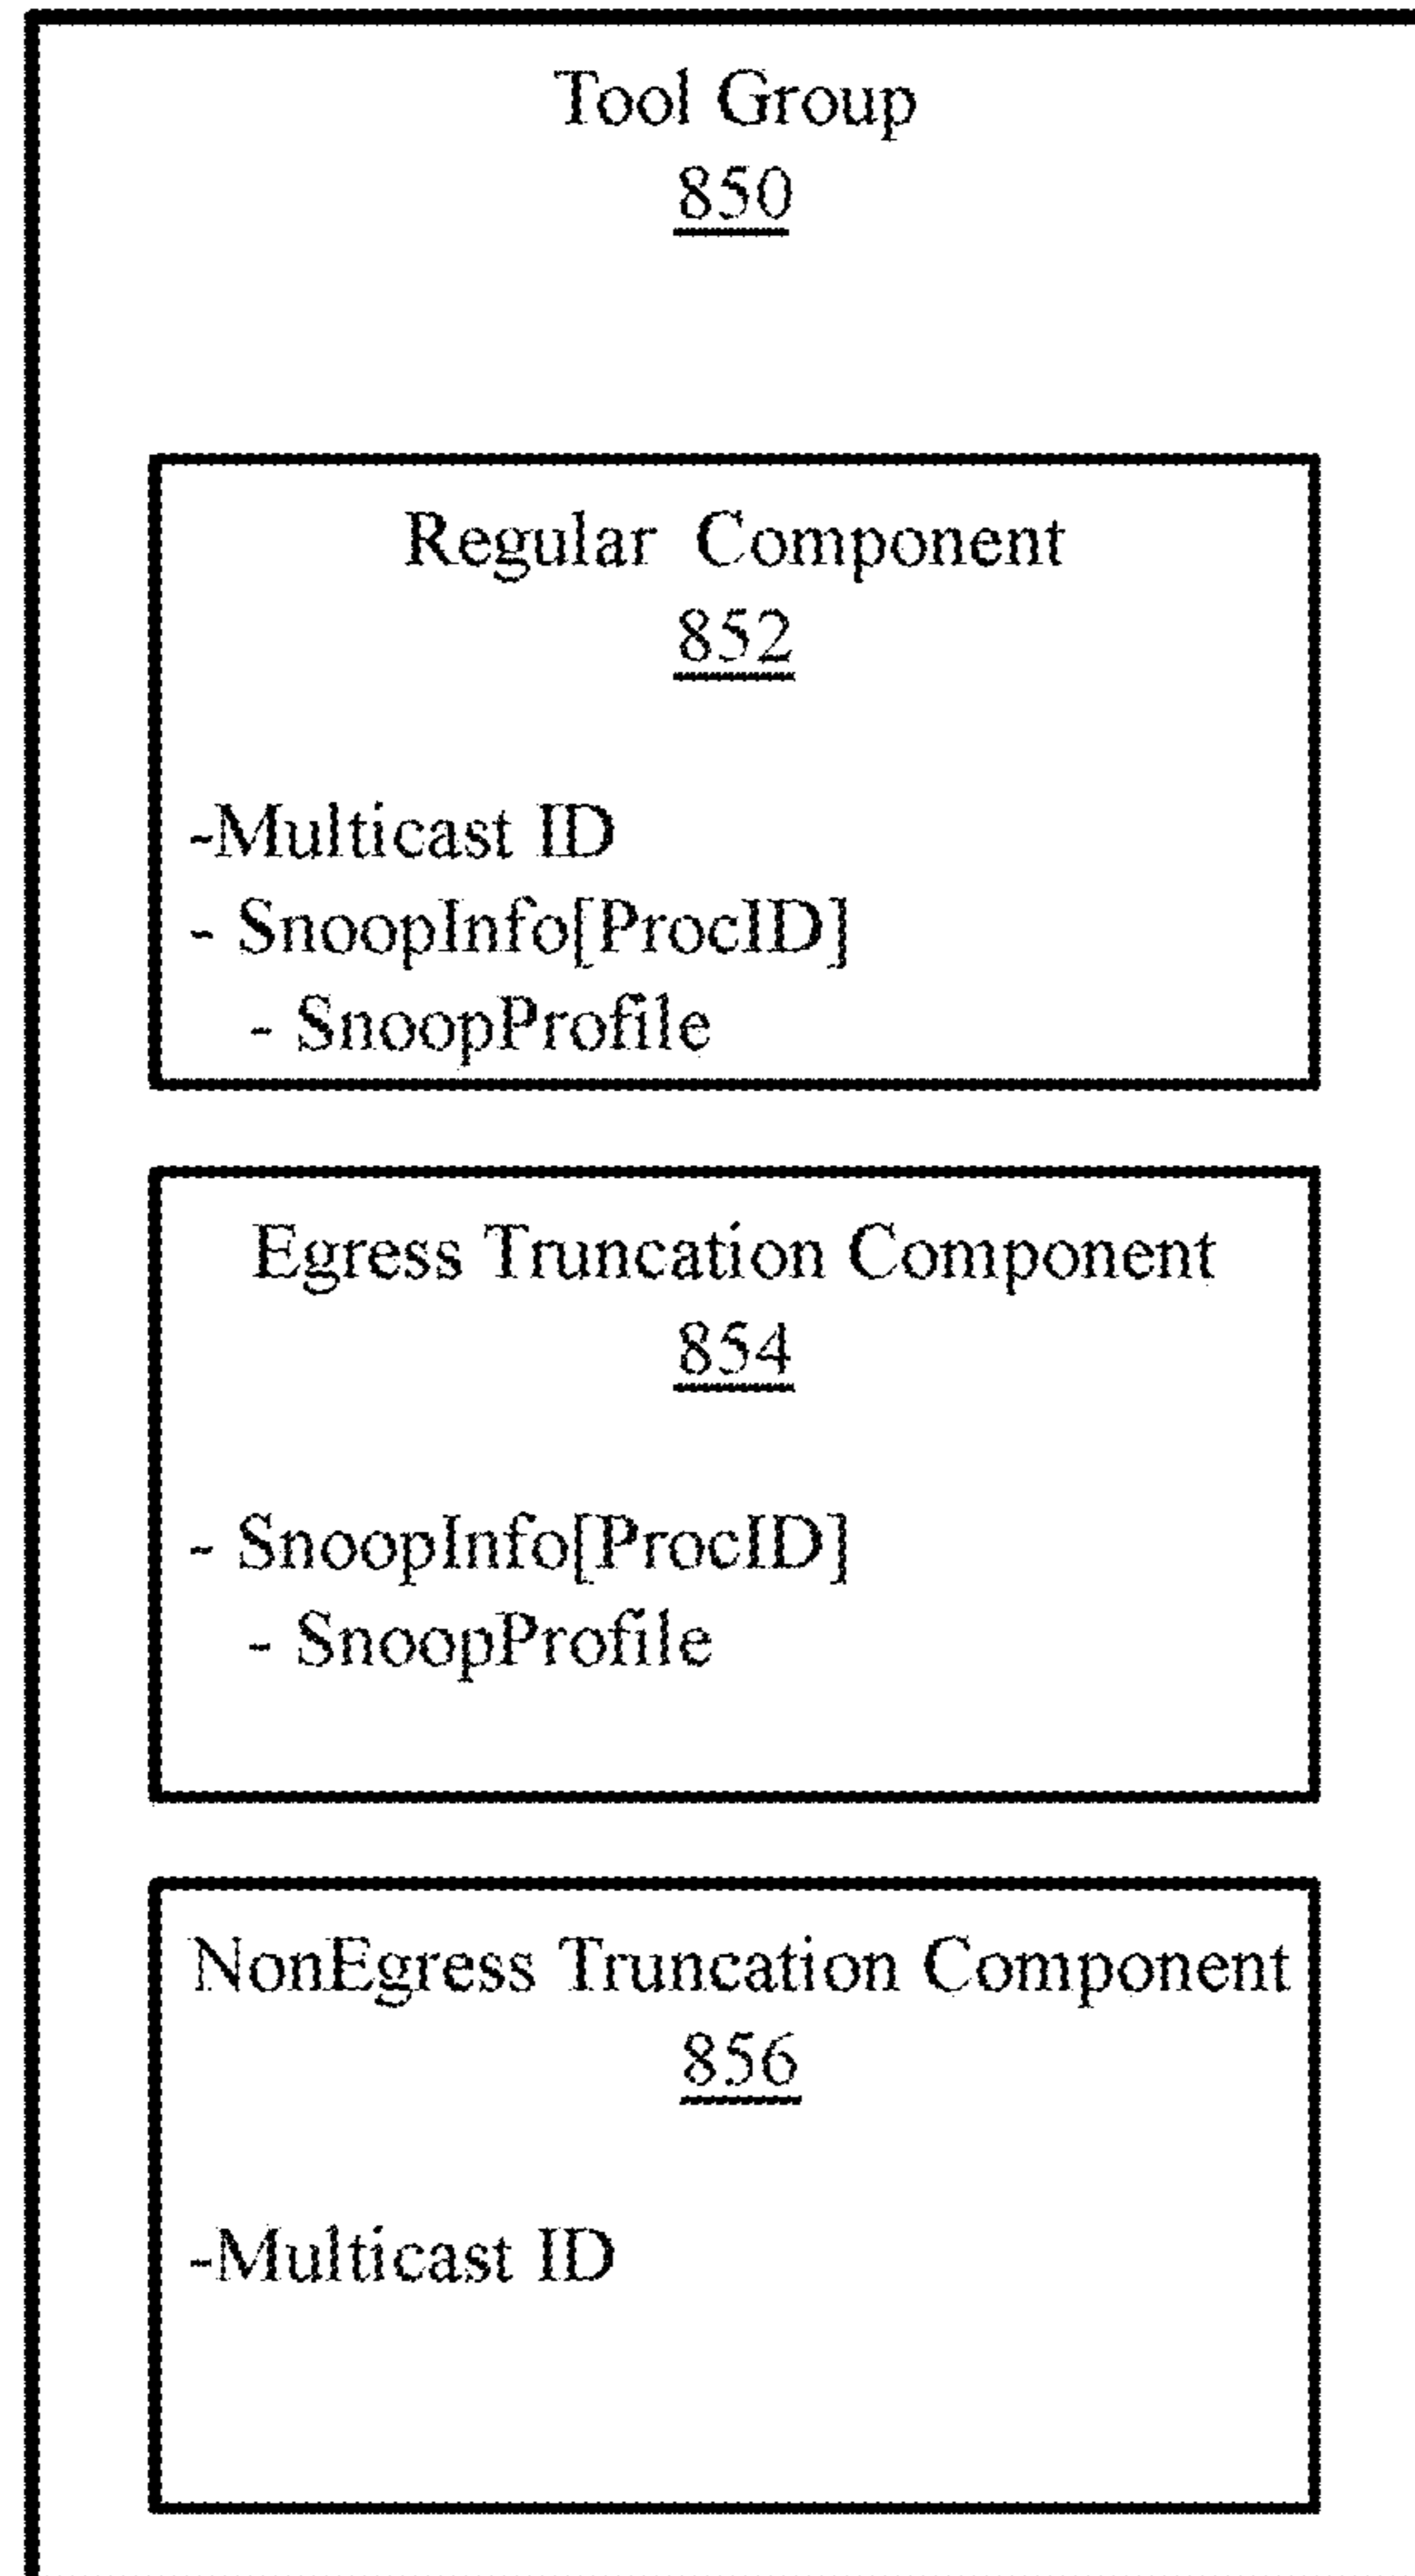 Tool Group
850
Regular Component
852
-Multicast ID
- SnoopInfo[ProcID]
- SnoopProfile
Egress Truncation Component
854
- SnoopInfo[ProcID]
- SnoopProfile
NonEgress Truncation Component
856
-Multicast ID